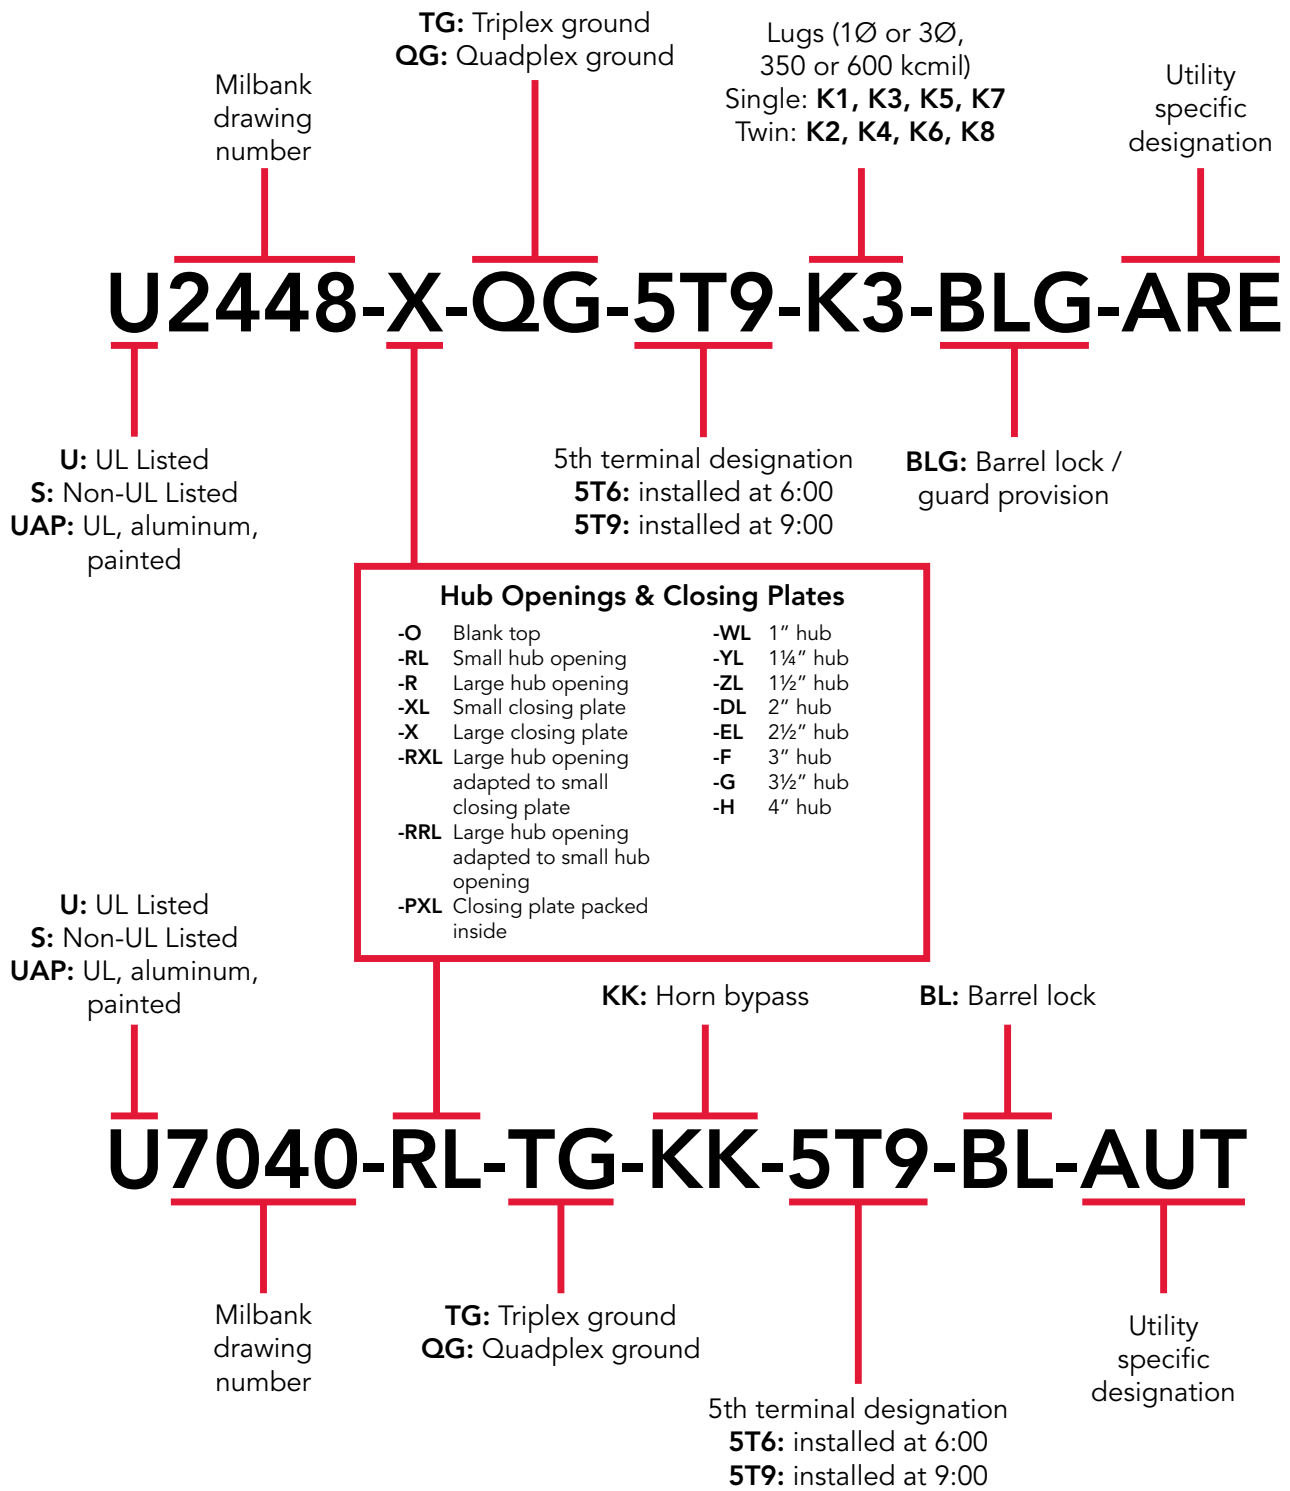 TG: Triplex ground
QG: Quadplex ground
Lugs (1Ø or 3Ø,
350 or 600 kcmil)
Single: K1, K3, K5, K7
Twin: K2, K4, K6, K8
Milbank
drawing
number
Utility
specific
designation
U2448-X-QG-5T9-K3-BLG-ARE
U: UL Listed
S: Non-UL Listed
UAP: UL, aluminum,
painted
5th terminal designation
5T6: installed at 6:00
5T9: installed at 9:00
BLG: Barrel lock /
guard provision
Hub Openings & Closing Plates
-O Blank top
-RL Small hub opening
-R Large hub opening
-XL Small closing plate
-X Large closing plate
-RXL Large hub opening
adapted to small
closing plate
-RRL Large hub opening
adapted to small hub
opening
-PXL Closing plate packed
inside
-WL 1” hub
-YL 1¼” hub
-ZL 1½” hub
-DL 2” hub
-EL 2½” hub
-F 3” hub
-G 3½” hub
-H 4” hub
U: UL Listed
S: Non-UL Listed
UAP: UL, aluminum,
painted
KK: Horn bypass
BL: Barrel lock
U7040-RL-TG-KK-5T9-BL-AUT
Milbank
drawing
number
TG: Triplex ground
QG: Quadplex ground
5th terminal designation
5T6: installed at 6:00
5T9: installed at 9:00
Utility
specific
designation